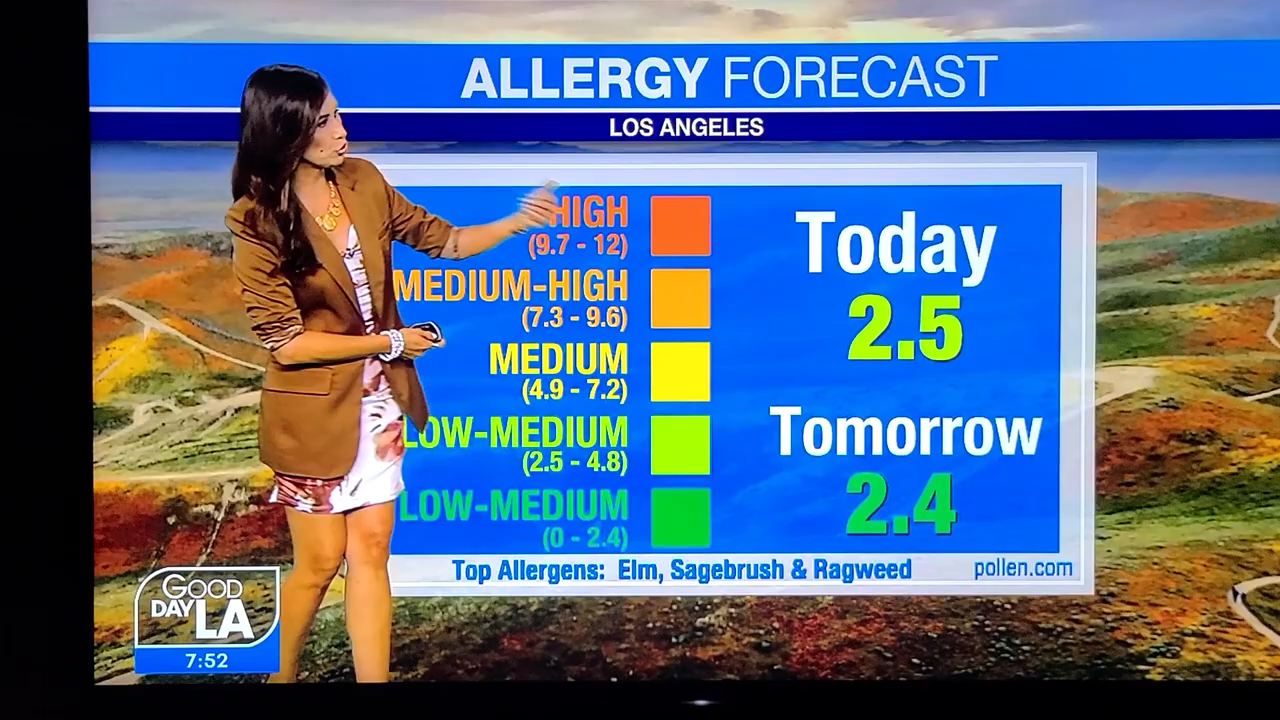 ALLERGY FORECAST
LOS ANGELES
HIGH
(9.7 - 12)
MEDIUM-HIGH
(7.3 - 9.6)
MEDIUM
(4.9 - 7.2)
LOW-MEDIUM
(2.5 - 4.8)
LOW-MEDIUM
(0 - 2.4)
Today
2.5
Tomorrow
2.4
Top Allergens: Elm, Sagebrush & Ragweed
pollen.com
GOOD
DAY LA
7:52